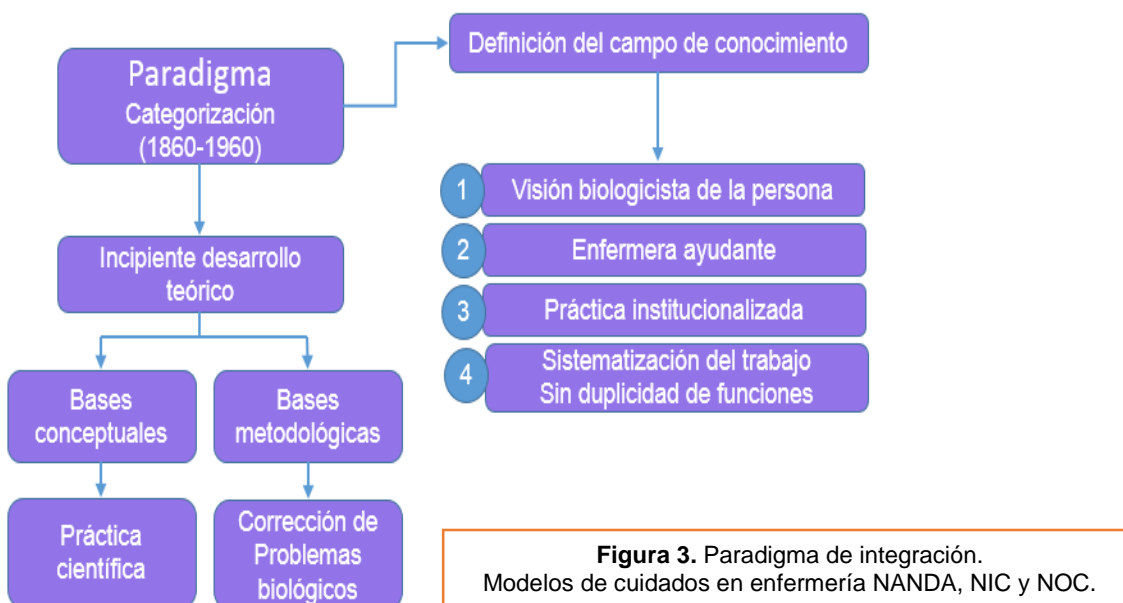 Paradigma
Categorización
(1860-1960)
Definición del campo de conocimiento
1
Visión biologicista de la persona
2
Enfermera ayudante
3
Práctica institucionalizada
4
Sistematización del trabajo
Sin duplicidad de funciones
Incipiente desarrollo
teórico
Bases
conceptuales
Bases
metodológicas
Práctica
científica
Corrección de
Problemas
biológicos
Figura 3. Paradigma de integración.
Modelos de cuidados en enfermería NANDA, NIC y NOC.